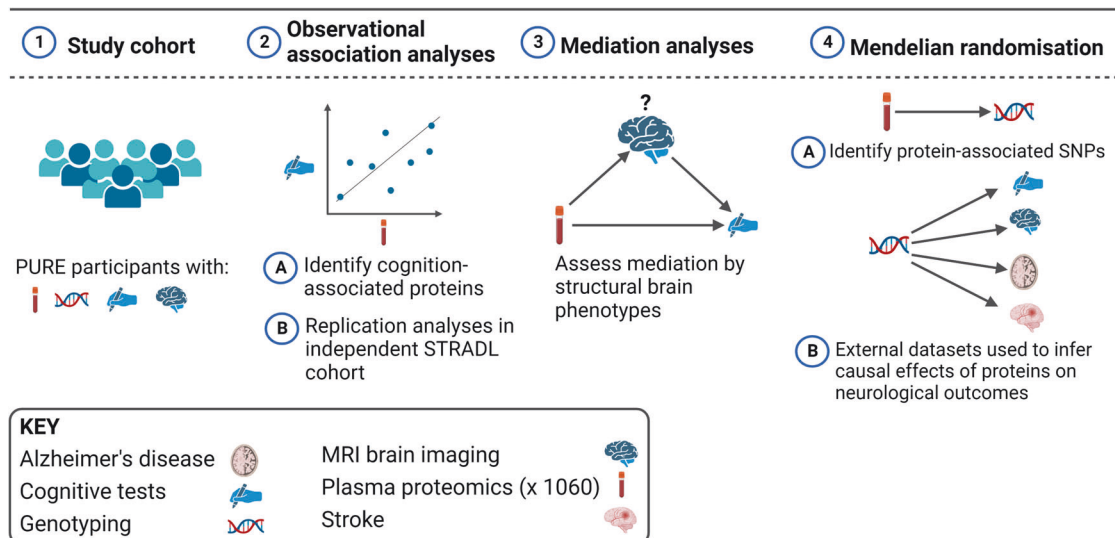 1 Study cohort
2 Observational
association analyses
3 Mediation analyses
4 Mendelian randomisation
PURE participants with:
A Identify cognition-
associated proteins
B Replication analyses in
independent STRADL
cohort
?
Assess mediation by
structural brain
phenotypes
A Identify protein-associated SNPs
B External datasets used to infer
causal effects of proteins on
neurological outcomes
KEY
Alzheimer's disease
Cognitive tests
Genotyping
MRI brain imaging
Plasma proteomics (x 1060)
Stroke